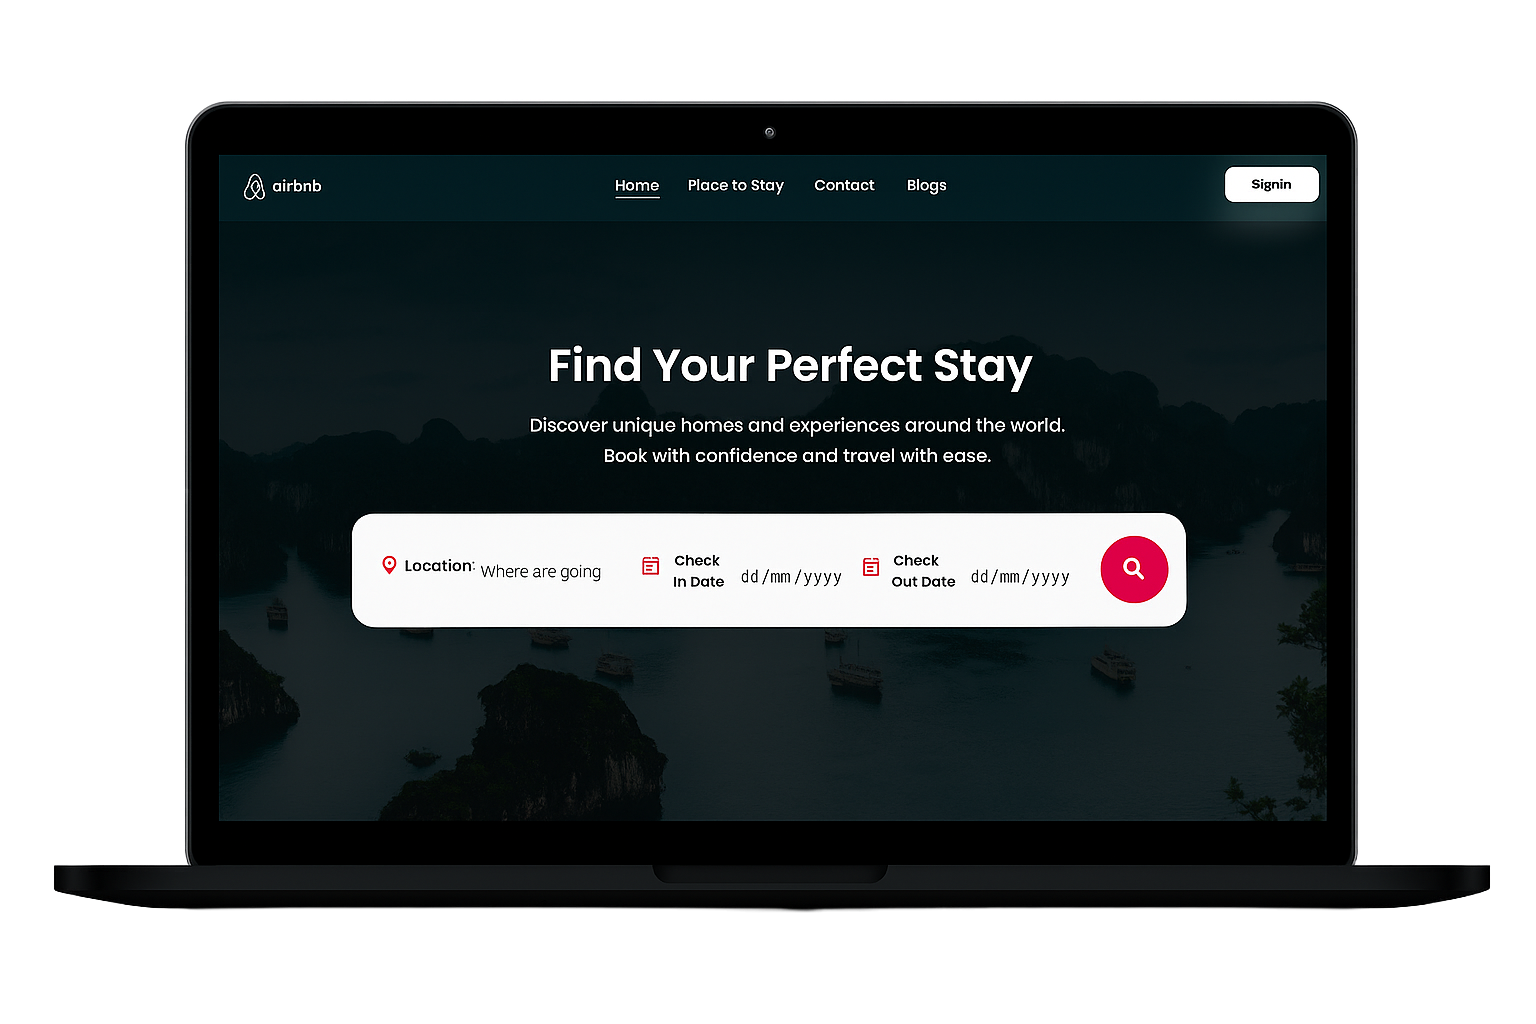 airbnb
Home Place to Stay Contact Blogs
Signin
Find Your Perfect Stay
Discover unique homes and experiences around the world.
Book with confidence and travel with ease.
Location: Where are going
Check
In Date dd/mm/yyyy
Check
Out Date dd/mm/yyyy